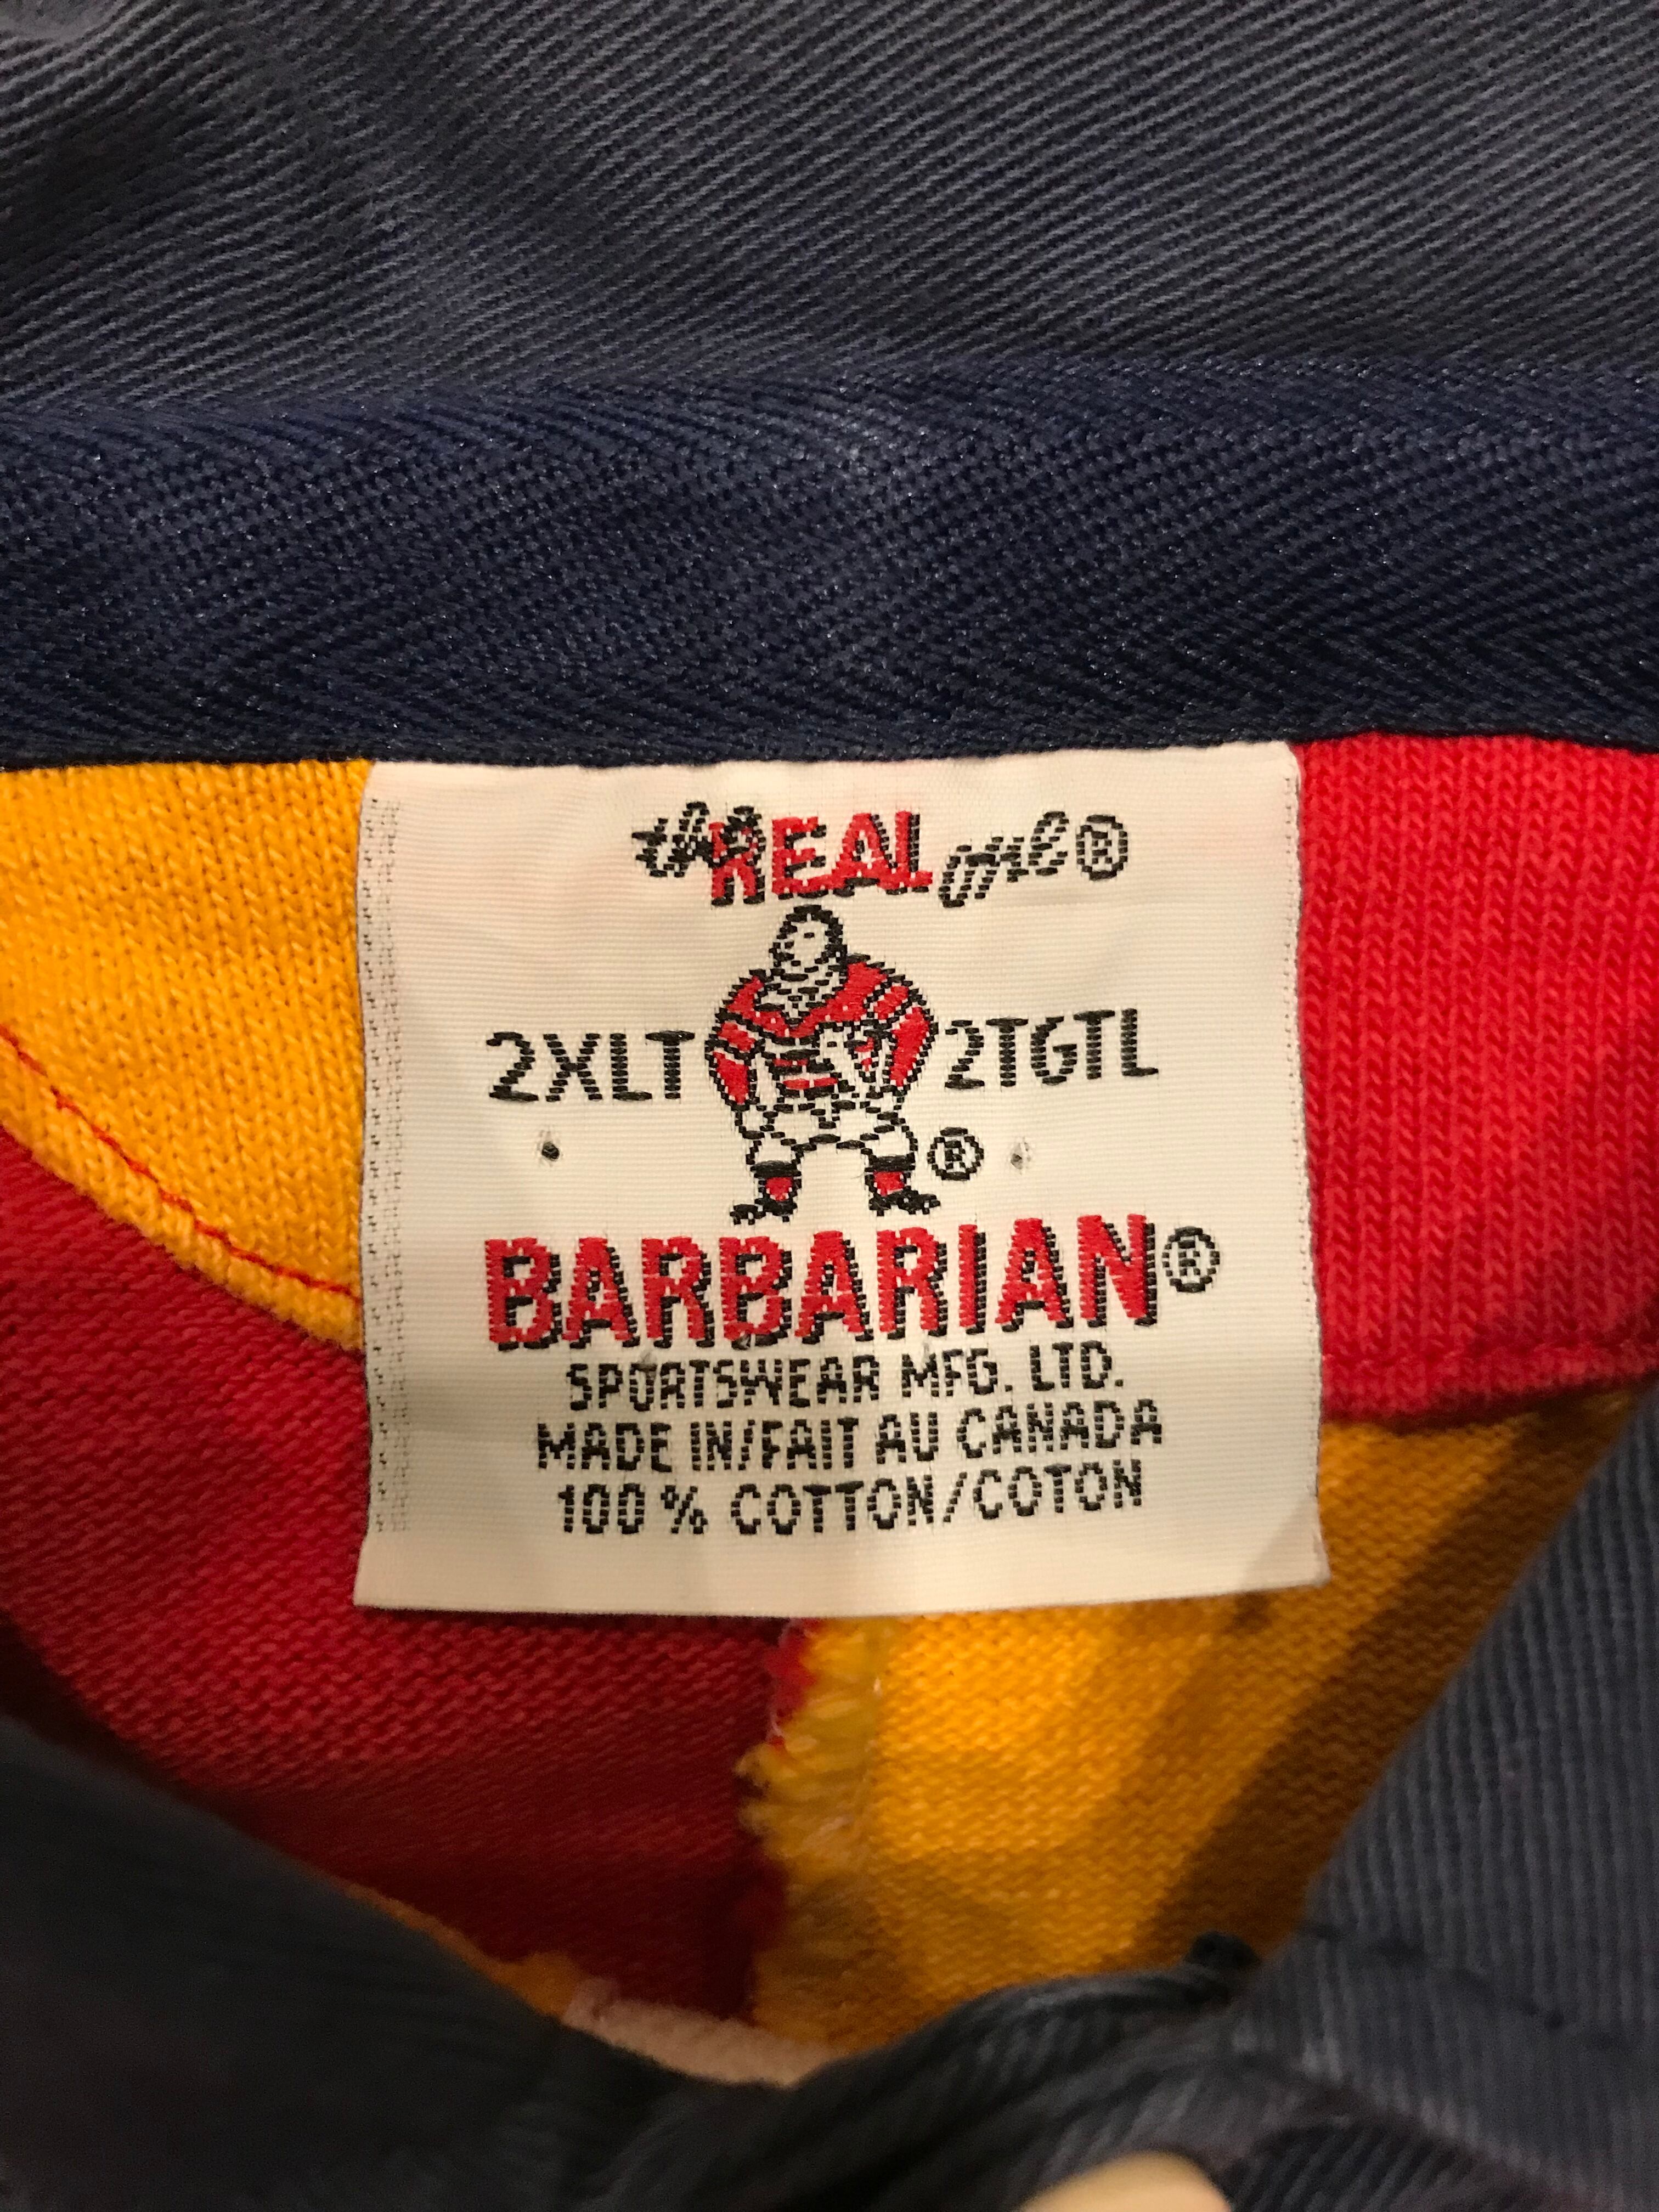 the REAL one®
2XLT 2TGTL
®
BARBARIAN®
SPORTSWEAR MFG. LTD.
MADE IN/FAIT AU CANADA
100% COTTON/COTON